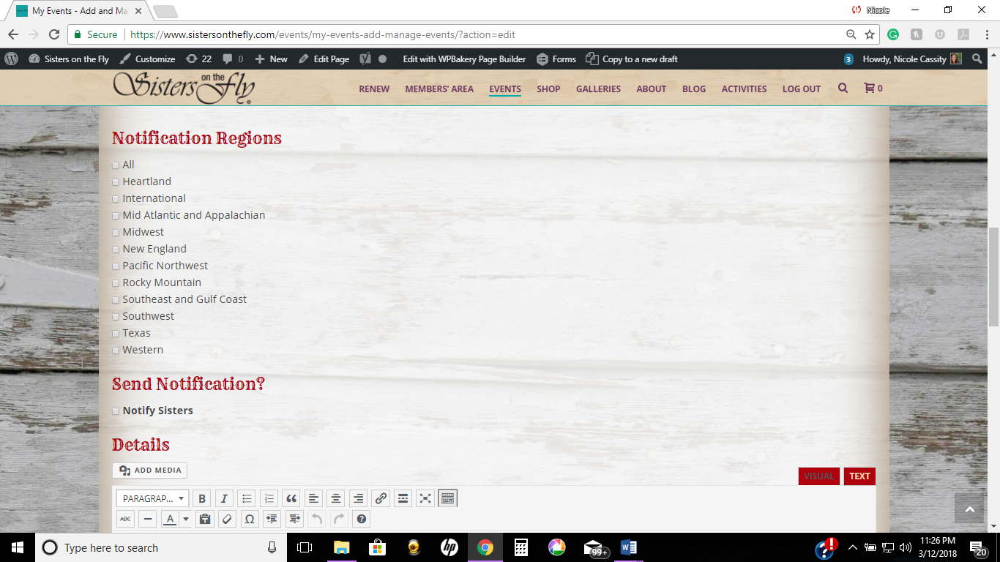 My Events - Add and Ma
Nicole
Secure https://www.sistersonthefly.com/events/my-events-add-manage-events/?action=edit
Sisters on the Fly Customize 22 0 New Edit Page Edit with WPBakery Page Builder Forms Copy to a new draft 3 Howdy, Nicole Cassity
Sisters on the Fly ®
RENEW MEMBERS' AREA EVENTS SHOP GALLERIES ABOUT BLOG ACTIVITIES LOG OUT 0
Notification Regions
All
Heartland
International
Mid Atlantic and Appalachian
Midwest
New England
Pacific Northwest
Rocky Mountain
Southeast and Gulf Coast
Southwest
Texas
Western
Send Notification?
Notify Sisters
Details
ADD MEDIA
VISUAL TEXT
PARAGRAP... B I
ABC A Ω
Type here to search
hp
99+
W
11:26 PM
3/12/2018
20